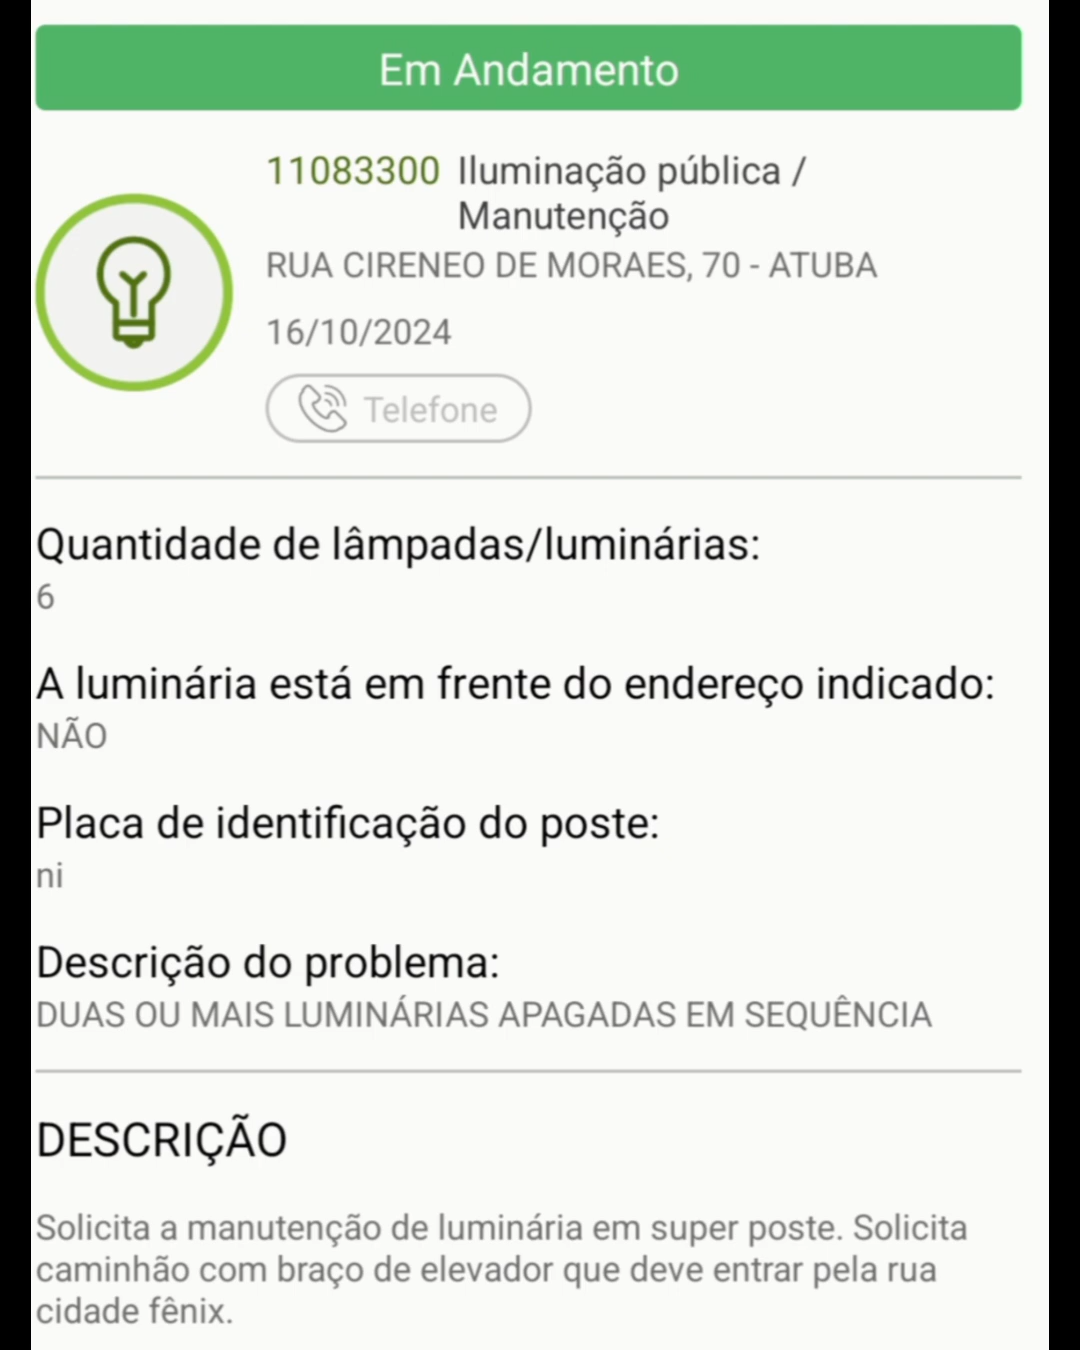 Em Andamento
11083300 Iluminação pública /
Manutenção
RUA CIRENEO DE MORAES, 70 - ATUBA
16/10/2024
Telefone
Quantidade de lâmpadas/luminárias:
6
A luminária está em frente do endereço indicado:
NÃO
Placa de identificação do poste:
ni
Descrição do problema:
DUAS OU MAIS LUMINÁRIAS APAGADAS EM SEQUÊNCIA
DESCRIÇÃO
Solicita a manutenção de luminária em super poste. Solicita
caminhão com braço de elevador que deve entrar pela rua
cidade fênix.